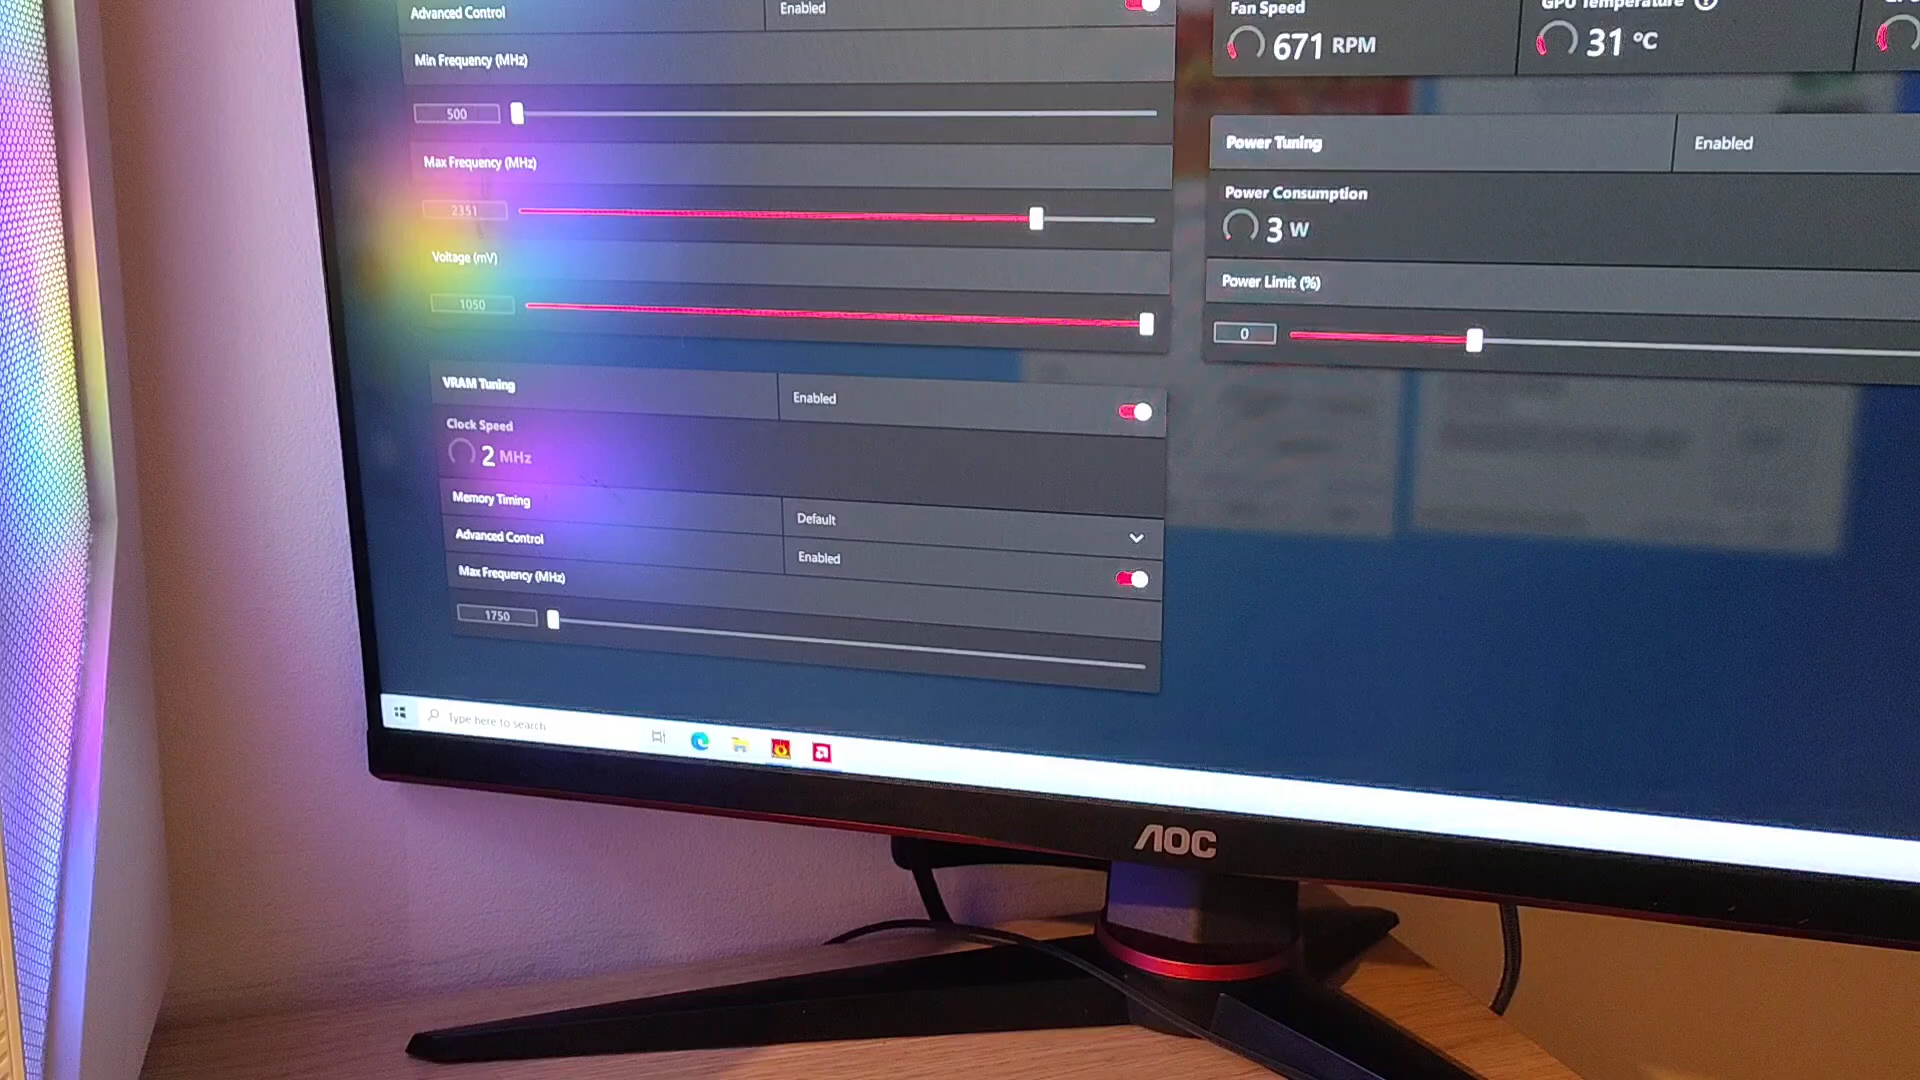 Advanced Control
Enabled
Min Frequency (MHz)
500
Max Frequency (MHz)
2351
Voltage (mV)
1050
VRAM Tuning
Enabled
Clock Speed
2 MHz
Memory Timing
Default
Advanced Control
Enabled
Max Frequency (MHz)
1750
Fan Speed
671 RPM
GPU Temperature
31 °C
Power Tuning
Enabled
Power Consumption
3 W
Power Limit (%)
0
Type here to search
AOC